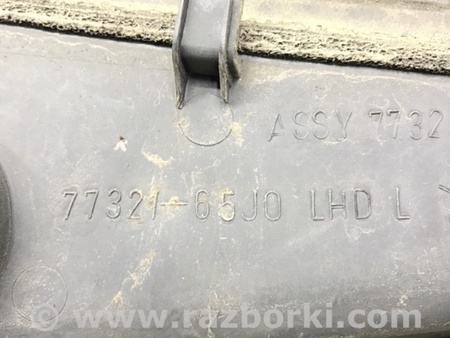 ASSY 7732
77321-65J0 LHD L
© www.razborki.com